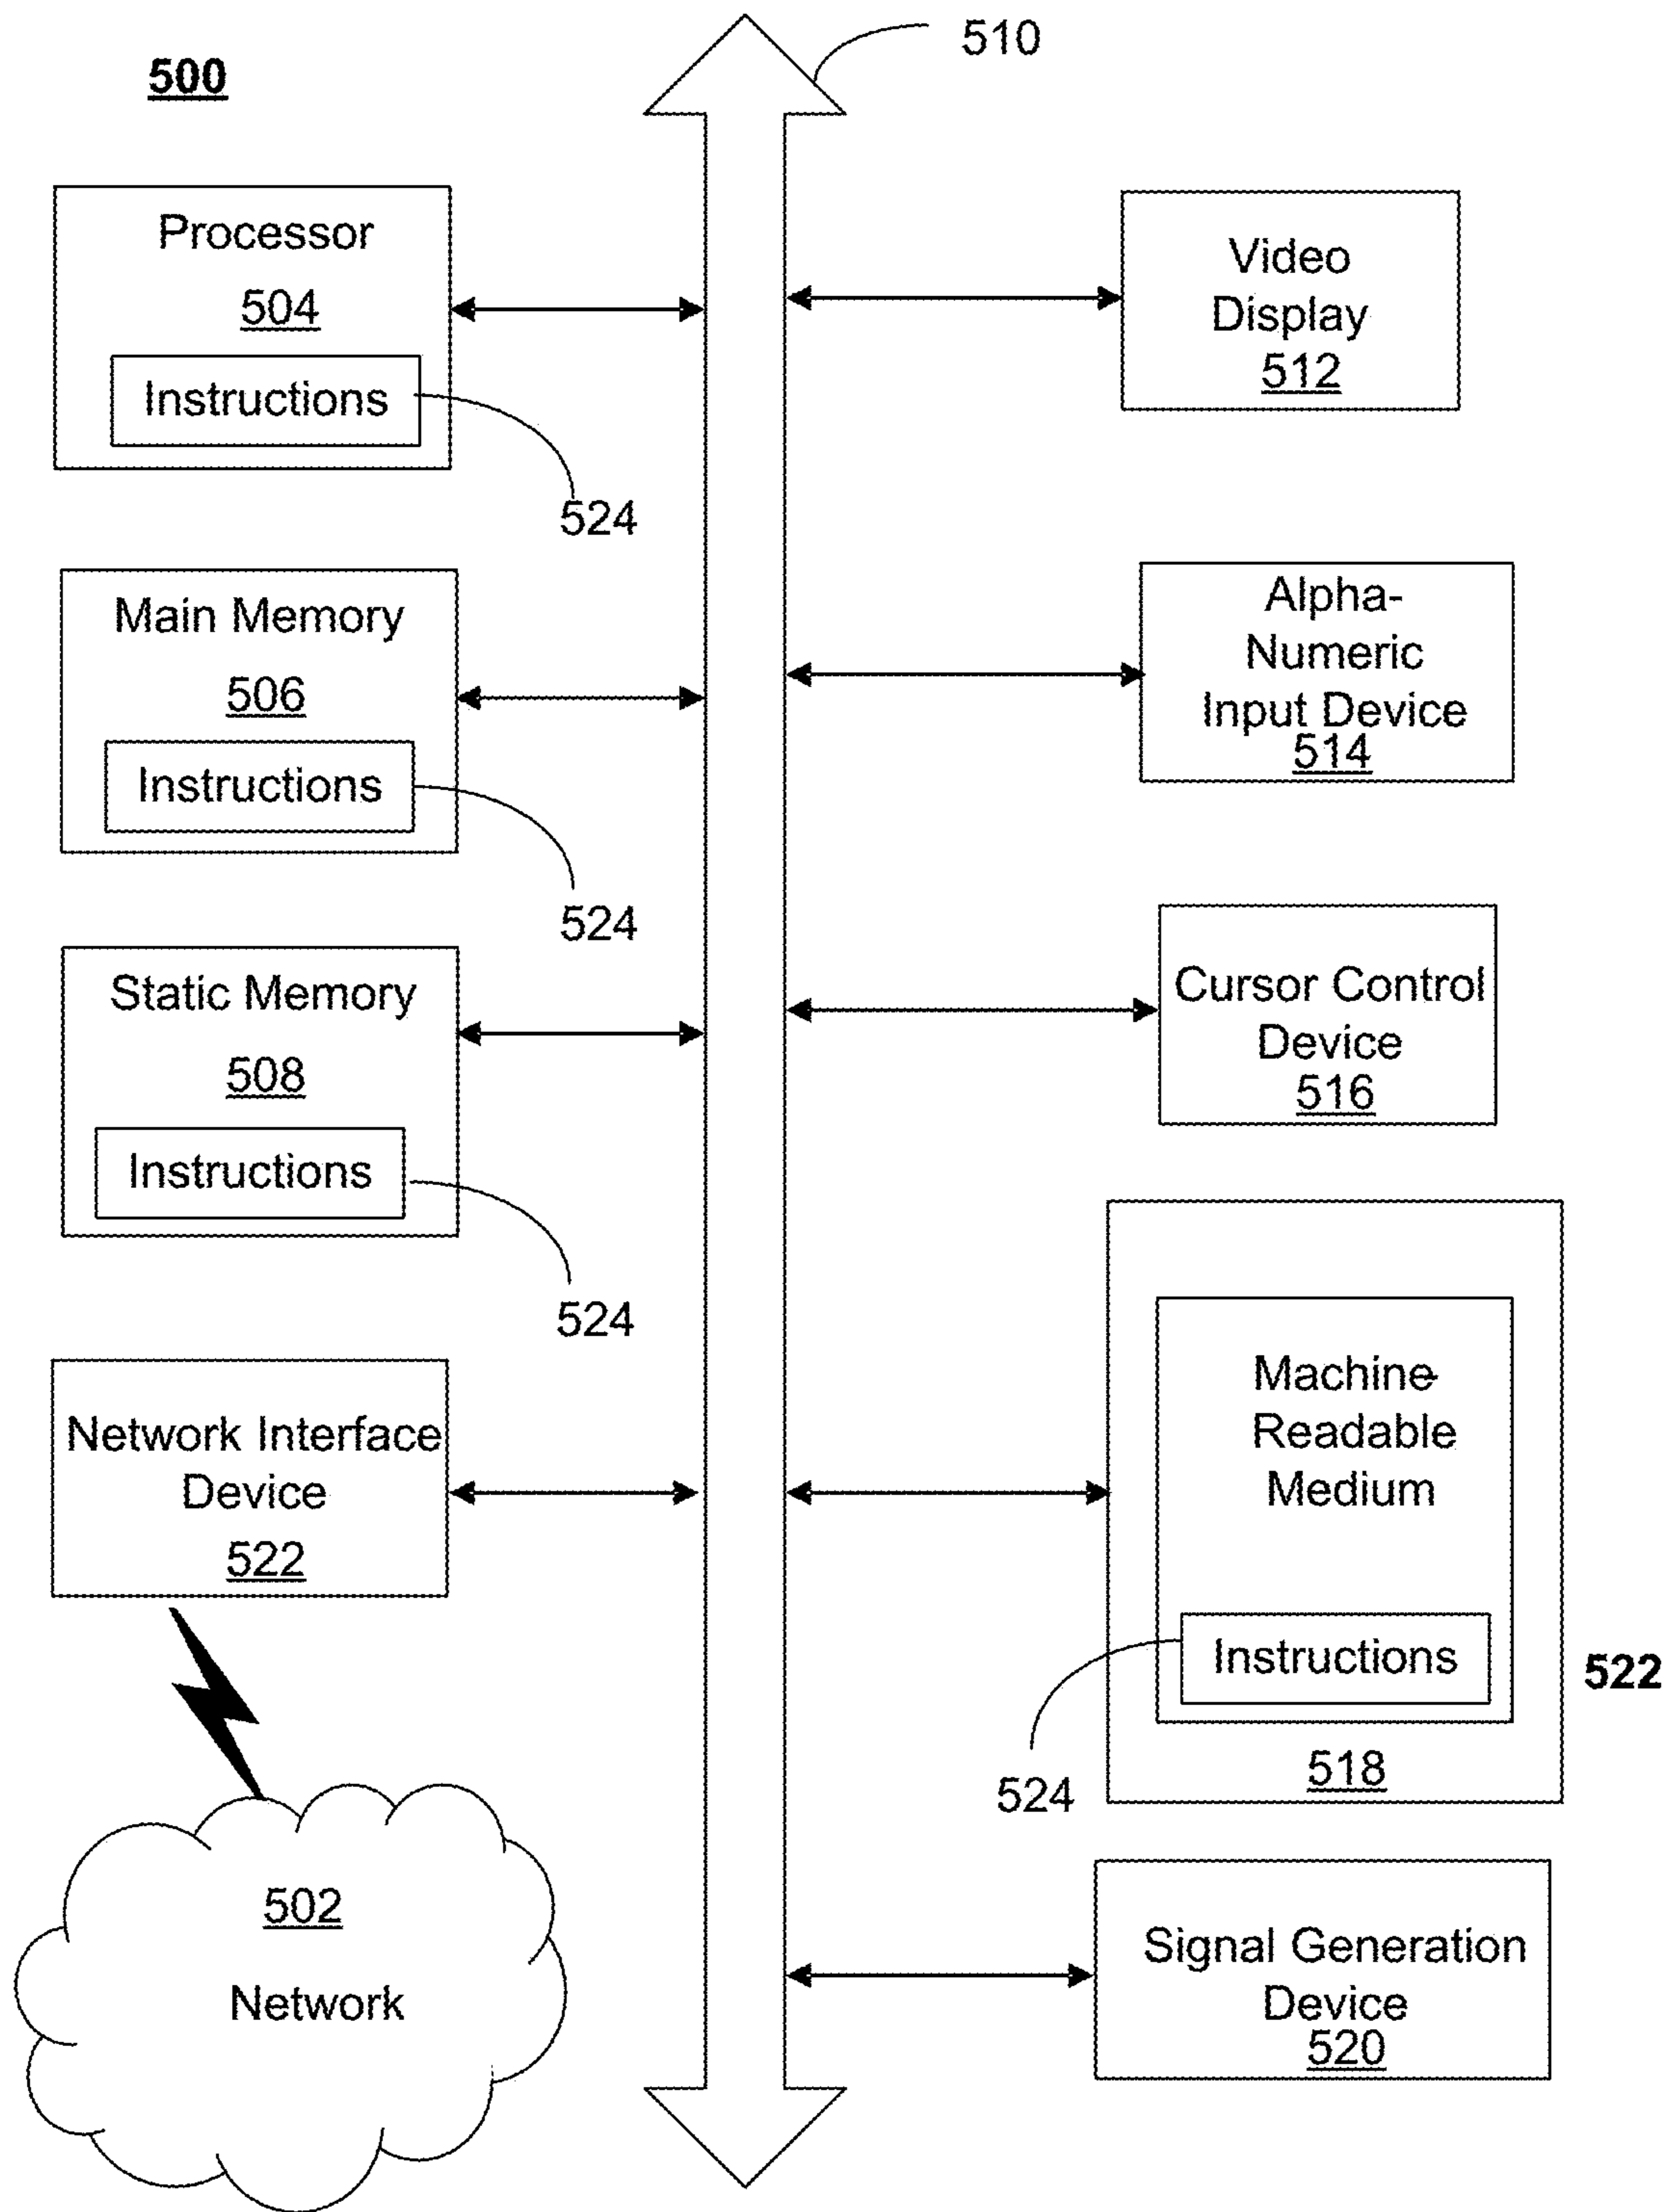 500
510
Processor
504
Instructions
524
Main Memory
506
Instructions
524
Static Memory
508
Instructions
524
Network Interface
Device
522
502
Network
Video
Display
512
Alpha-
Numeric
Input Device
514
Cursor Control
Device
516
Machine-
Readable
Medium
Instructions
524
518
522
Signal Generation
Device
520